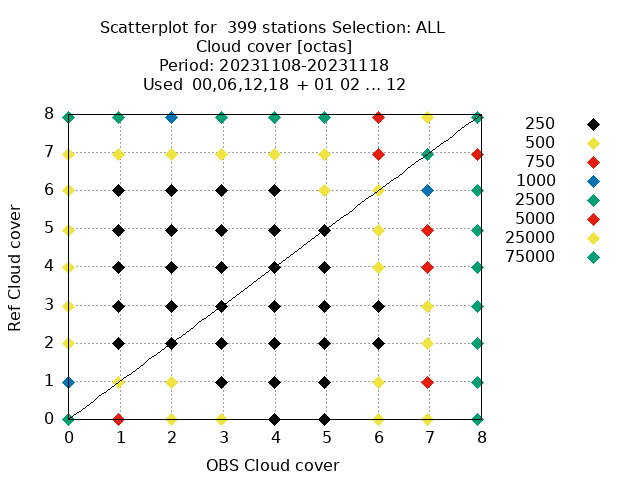 Scatterplot for  399 stations Selection: ALL
Cloud cover [octas]
Period: 20231108-20231118
Used  00,06,12,18  + 01 02 ... 12
8
7
6
5
4
3
2
1
0
Ref Cloud cover
0 1 2 3 4 5 6 7 8
OBS Cloud cover
250
500
750
1000
2500
5000
25000
75000